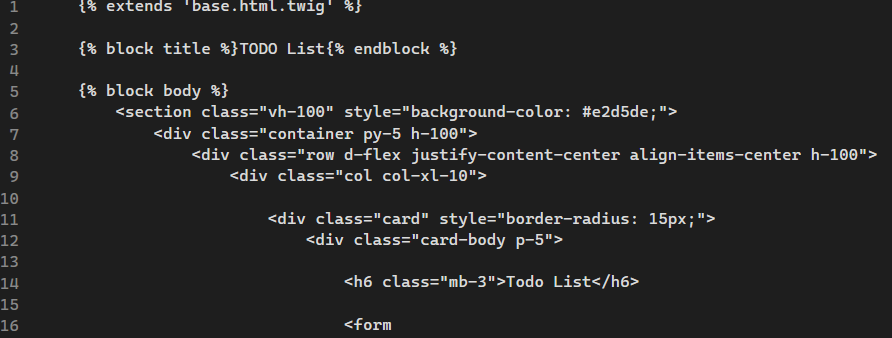 1 {% extends 'base.html.twig' %}
2
3 {% block title %}TODO List{% endblock %}
4
5 {% block body %}
6 <section class="vh-100" style="background-color: #e2d5de;">
7 <div class="container py-5 h-100">
8 <div class="row d-flex justify-content-center align-items-center h-100">
9 <div class="col col-xl-10">
10
11 <div class="card" style="border-radius: 15px;">
12 <div class="card-body p-5">
13
14 <h6 class="mb-3">Todo List</h6>
15
16 <form